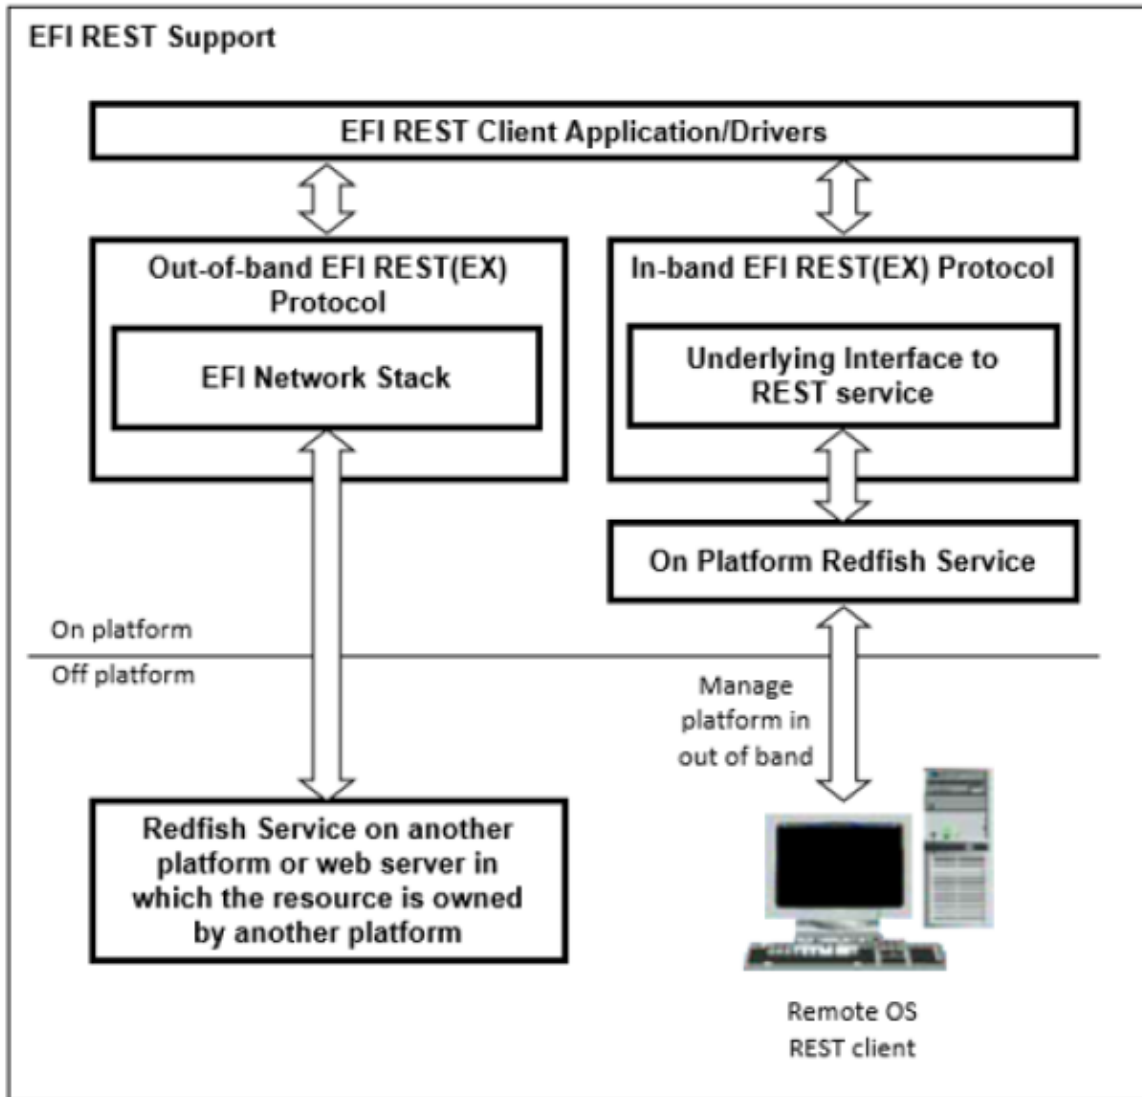 EFI REST Support
EFI REST Client Application/Drivers
Out-of-band EFI REST(EX)
Protocol
EFI Network Stack
In-band EFI REST(EX) Protocol
Underlying Interface to
REST service
On Platform Redfish Service
On platform
Off platform
Manage
platform in
out of band
Redfish Service on another
platform or web server in
which the resource is owned
by another platform
Remote OS
REST client